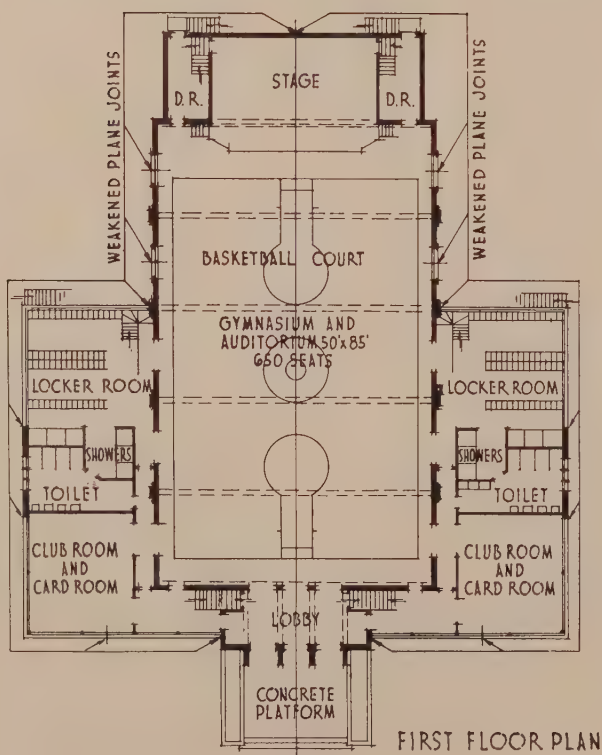 STAGE
D.R.
D.R.
WEAKENED PLANE JOINTS
WEAKENED PLANE JOINTS
BASKETBALL COURT
GYMNASIUM AND
AUDITORIUM 50'x85'
650 SEATS
LOCKER ROOM
LOCKER ROOM
SHOWERS
SHOWERS
TOILET
TOILET
CLUB ROOM
AND
CARD ROOM
CLUB ROOM
AND
CARD ROOM
LOBBY
CONCRETE
PLATFORM
FIRST FLOOR PLAN